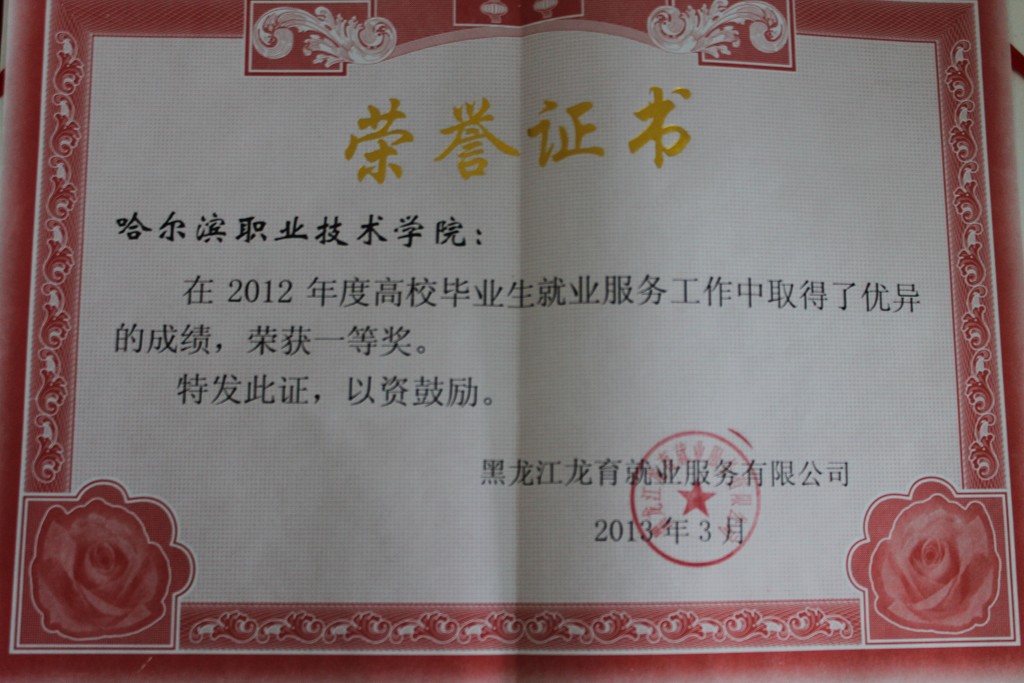 荣誉证书
哈尔滨职业技术学院：
在 2012 年度高校毕业生就业服务工作中取得了优异
的成绩，荣获一等奖。
特发此证，以资鼓励。
黑龙江龙育就业服务有限公司
2013 年 3 月